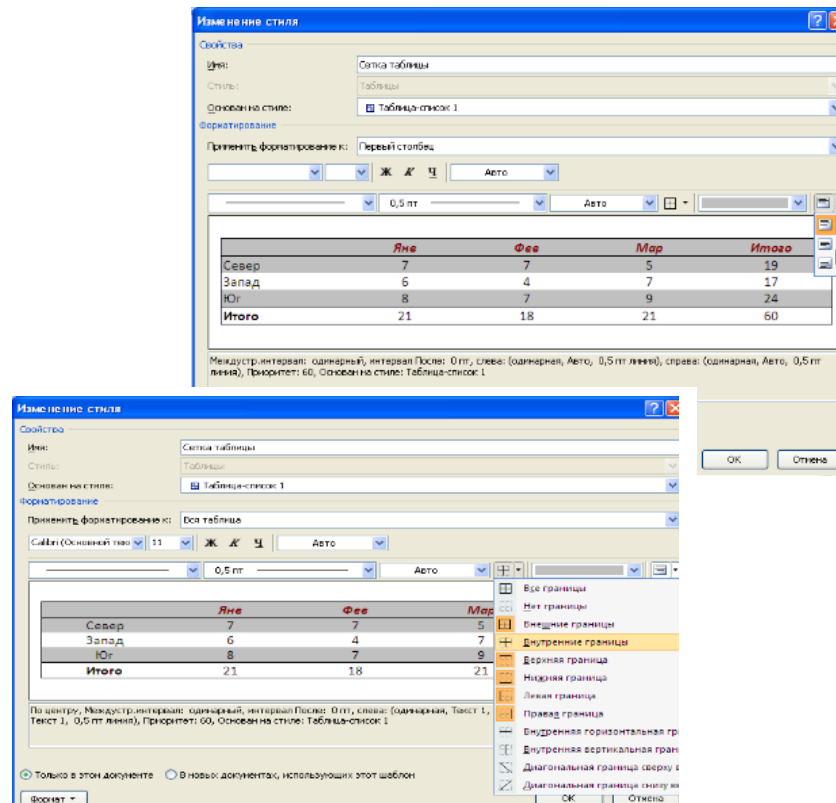 Изменение стиля
Свойства
Имя: Сетка таблицы
Стиль: Таблицы
Основан на стиле: Таблица-список 1
Форматирование
Применить форматирование к: Первый столбец
Ж К Ч Авто
0,5 пт Авто
Янв Фев Мар Итого
Север 7 7 5 19
Запад 6 4 7 17
Юг 8 7 9 24
Итого 21 18 21 60
Междустр.интервал: одинарный, интервал После: 0 пт, слева: (одинарная, Авто, 0,5 пт линия), справа: (одинарная, Авто, 0,5 пт
линия), Приоритет: 60, Основан на стиле: Таблица-список 1
ОК Отмена
Изменение стиля
Свойства
Имя: Сетка таблицы
Стиль: Таблицы
Основан на стиле: Таблица-список 1
Форматирование
Применить форматирование к: Вся таблица
Calibri (Основной тек 11 Ж К Ч Авто
0,5 пт Авто
Янв Фев Мар
Север 7 7 5
Запад 6 4 7
Юг 8 7 9
Итого 21 18 21
По центру, Междустр.интервал: одинарный, интервал После: 0 пт, слева: (одинарная, Текст 1,
Текст 1, 0,5 пт линия), Приоритет: 60, Основан на стиле: Таблица-список 1
Все границы
Нет границы
Внешние границы
Внутренние границы
Верхняя граница
Нижняя граница
Левая граница
Правая граница
Внутренняя горизонтальная гр
Внутренняя вертикальная гран
Диагональная граница сверху в
Диагональная граница снизу вв
Только в этом документе В новых документах, использующих этот шаблон
Формат ОК Отмена